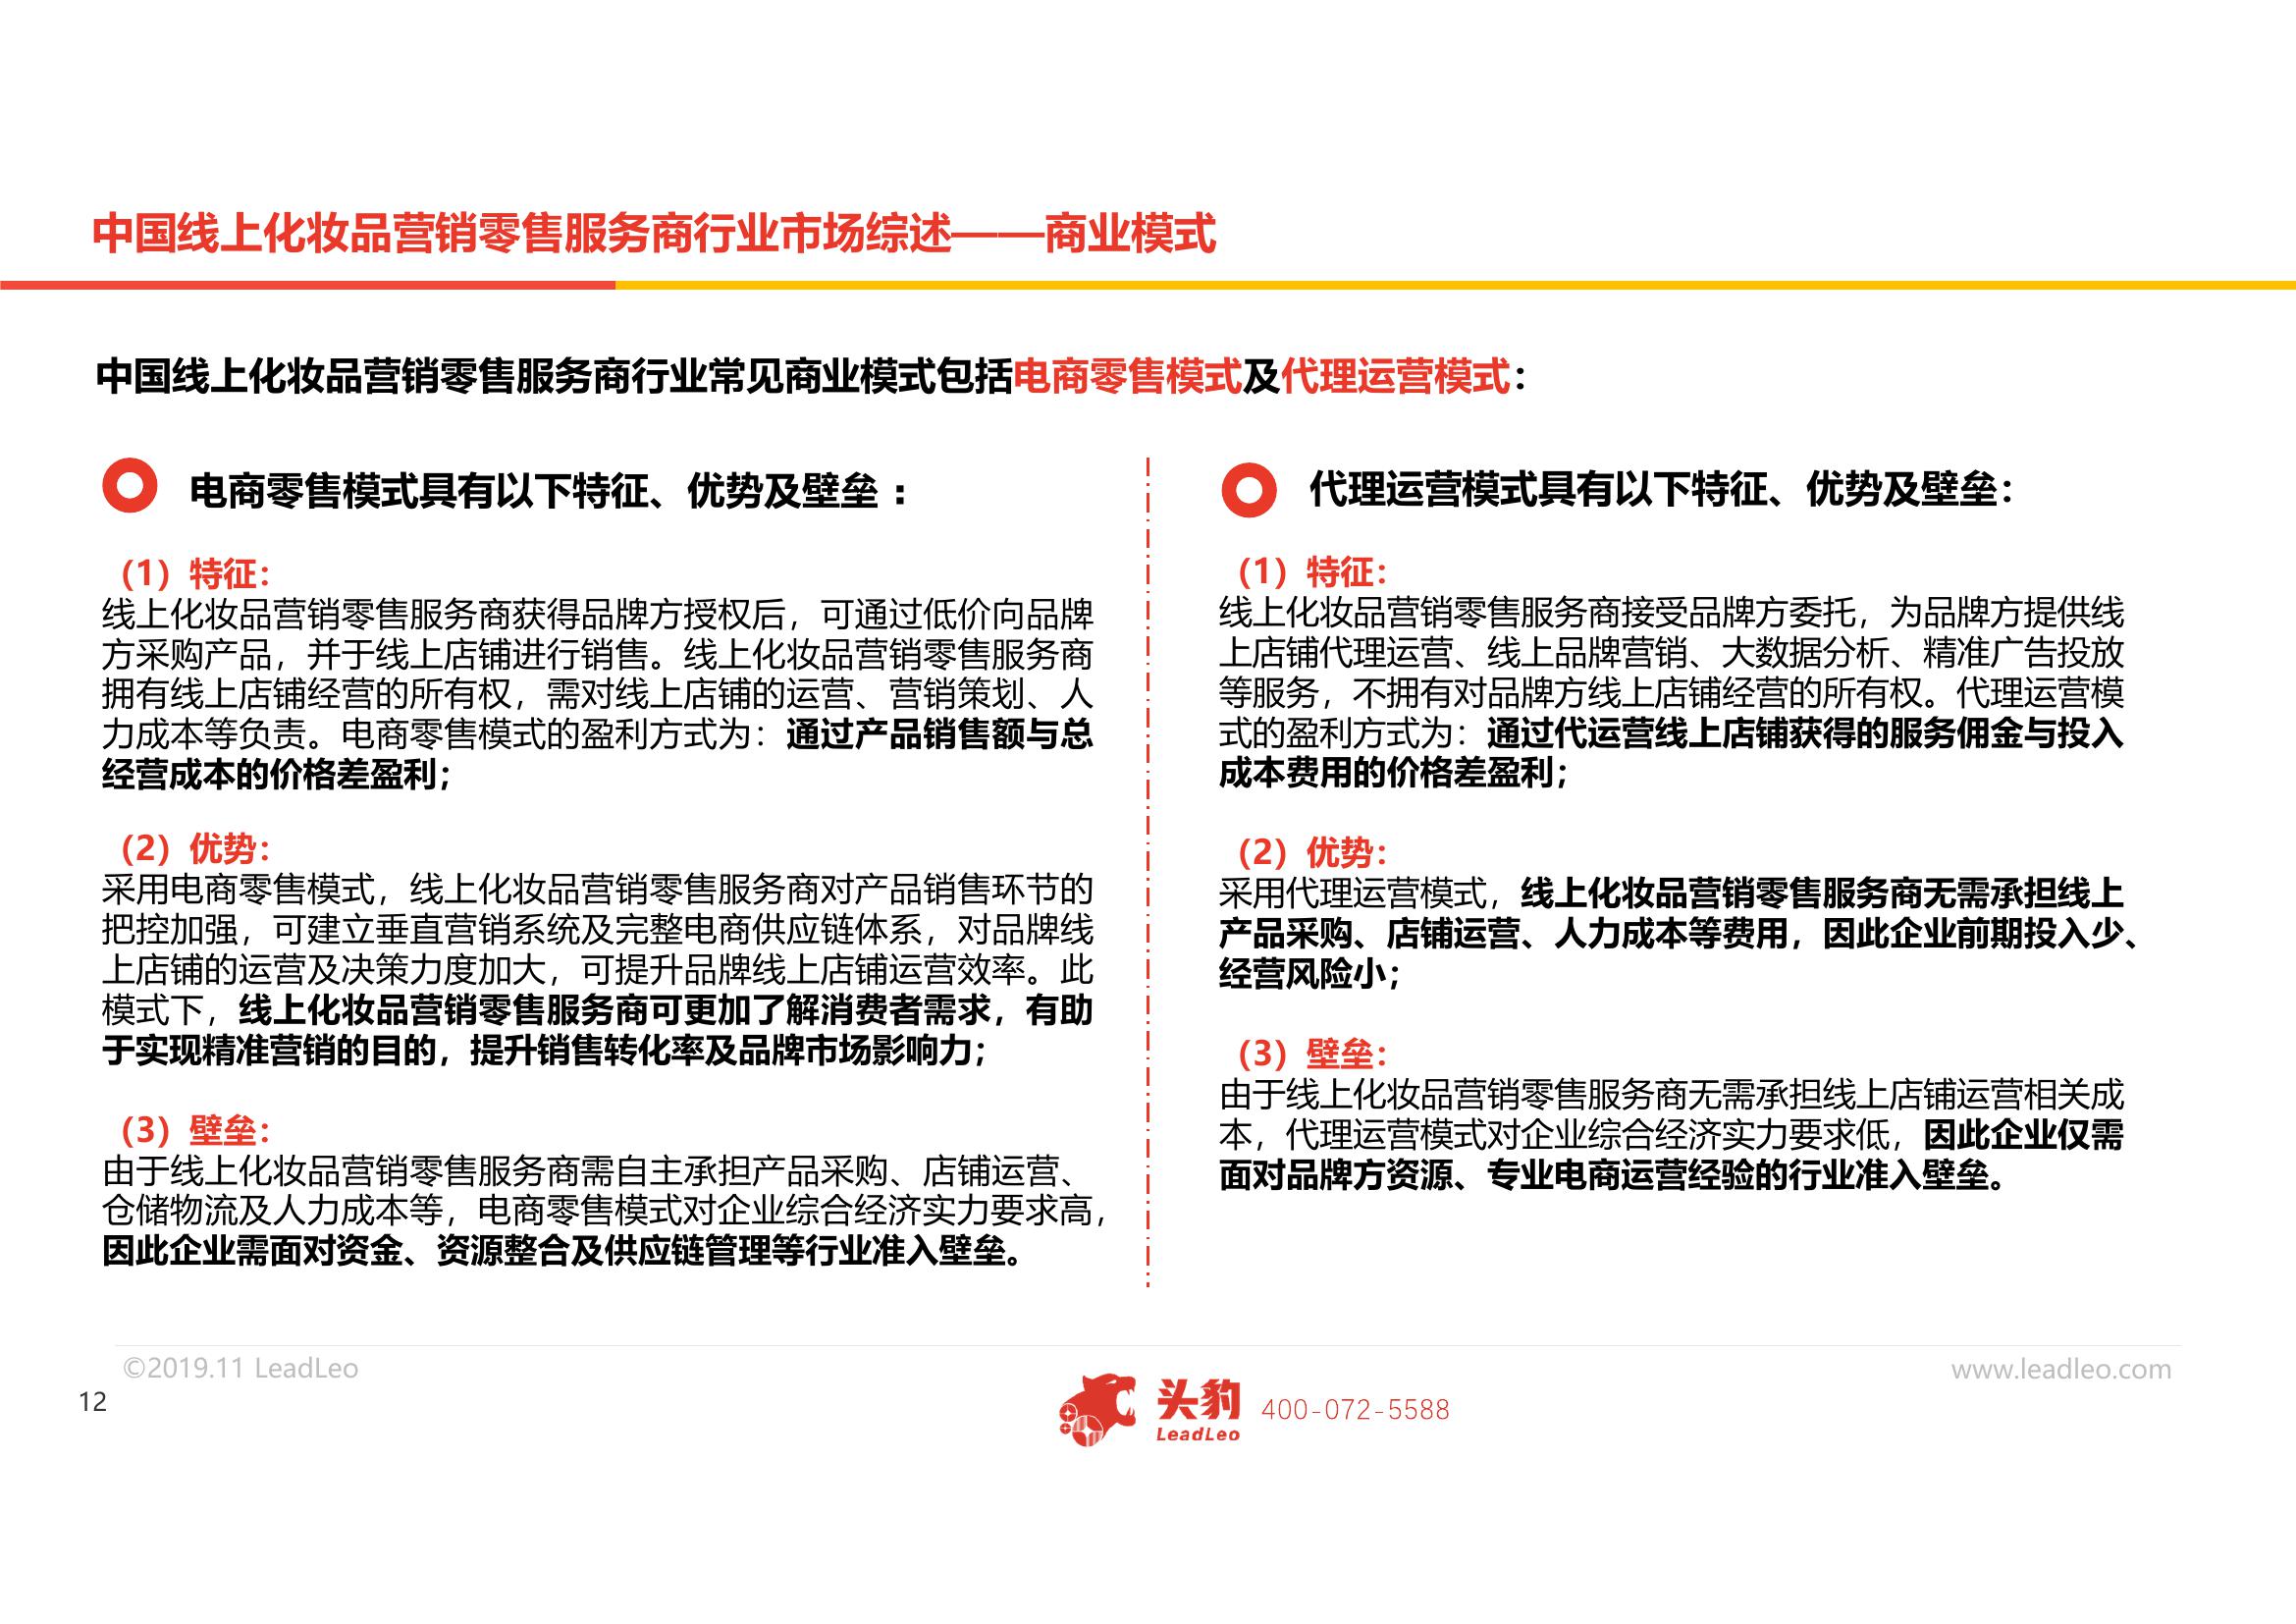 中国线上化妆品营销零售服务商行业市场综述——商业模式
中国线上化妆品营销零售服务商行业常见商业模式包括电商零售模式及代理运营模式：
电商零售模式具有以下特征、优势及壁垒：
（1）特征：
线上化妆品营销零售服务商获得品牌方授权后，可通过低价向品牌
方采购产品，并于线上店铺进行销售。线上化妆品营销零售服务商
拥有线上店铺经营的所有权，需对线上店铺的运营、营销策划、人
力成本等负责。电商零售模式的盈利方式为：通过产品销售额与总
经营成本的价格差盈利；
（2）优势：
采用电商零售模式，线上化妆品营销零售服务商对产品销售环节的
把控加强，可建立垂直营销系统及完整电商供应链体系，对品牌线
上店铺的运营及决策力度加大，可提升品牌线上店铺运营效率。此
模式下，线上化妆品营销零售服务商可更加了解消费者需求，有助
于实现精准营销的目的，提升销售转化率及品牌市场影响力；
（3）壁垒：
由于线上化妆品营销零售服务商需自主承担产品采购、店铺运营、
仓储物流及人力成本等，电商零售模式对企业综合经济实力要求高，
因此企业需面对资金、资源整合及供应链管理等行业准入壁垒。
代理运营模式具有以下特征、优势及壁垒：
（1）特征：
线上化妆品营销零售服务商接受品牌方委托，为品牌方提供线
上店铺代理运营、线上品牌营销、大数据分析、精准广告投放
等服务，不拥有对品牌方线上店铺经营的所有权。代理运营模
式的盈利方式为：通过代运营线上店铺获得的服务佣金与投入
成本费用的价格差盈利；
（2）优势：
采用代理运营模式，线上化妆品营销零售服务商无需承担线上
产品采购、店铺运营、人力成本等费用，因此企业前期投入少、
经营风险小；
（3）壁垒：
由于线上化妆品营销零售服务商无需承担线上店铺运营相关成
本，代理运营模式对企业综合经济实力要求低，因此企业仅需
面对品牌方资源、专业电商运营经验的行业准入壁垒。
©2019.11 LeadLeo
www.leadleo.com
12
头豹
LeadLeo
400-072-5588